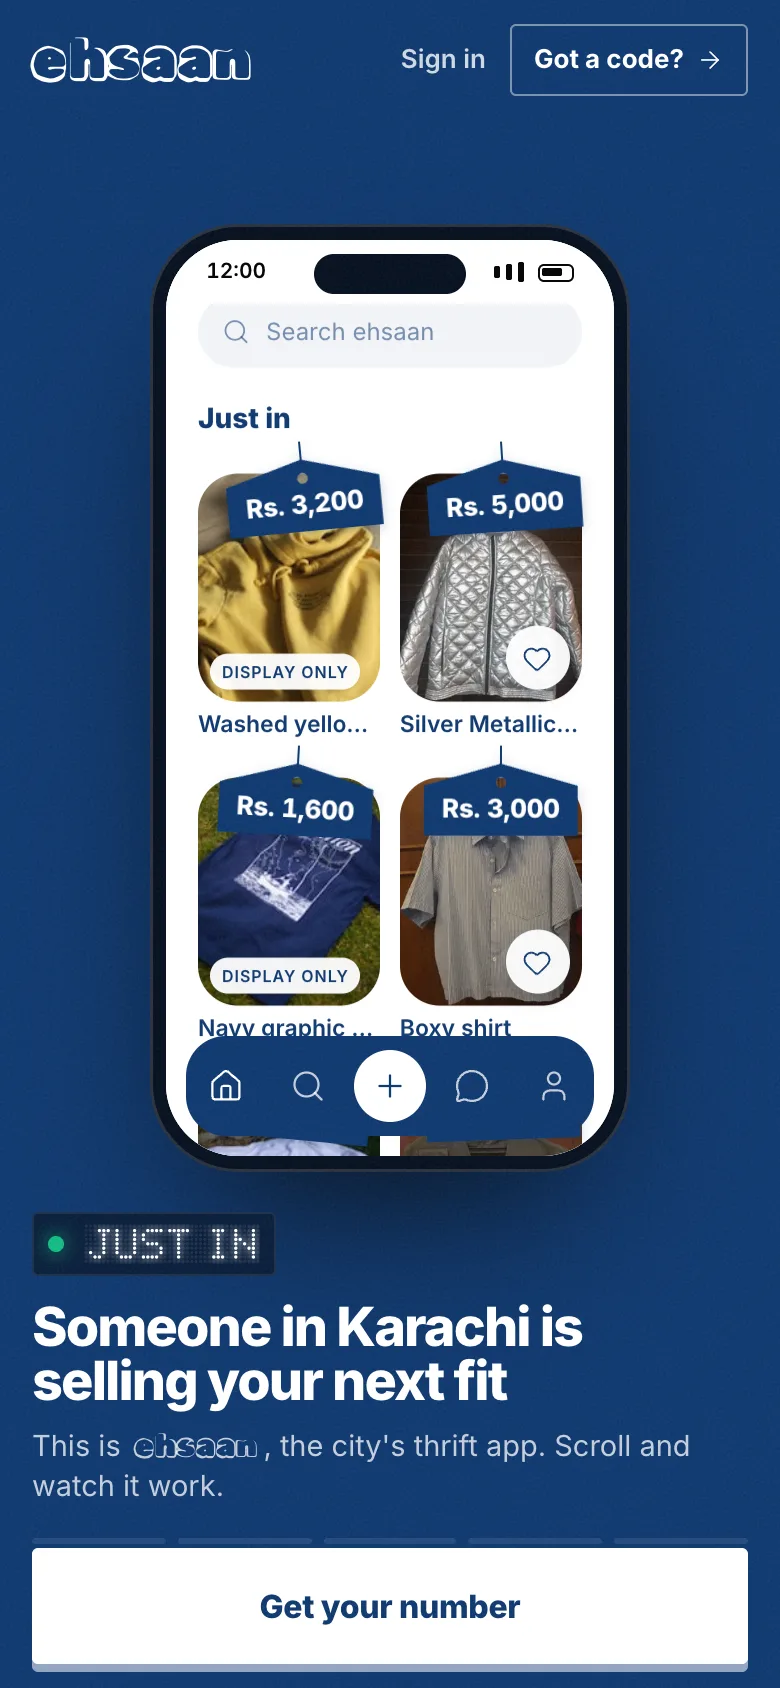 ehsaan
Sign in
Got a code?
12:00
Search ehsaan
Just in
Rs. 3,200
Rs. 5,000
DISPLAY ONLY
Washed yello...
Silver Metallic...
Rs. 1,600
Rs. 3,000
DISPLAY ONLY
Navy graphic ...
Boxy shirt
JUST IN
Someone in Karachi is
selling your next fit
This is ehsaan, the city's thrift app. Scroll and
watch it work.
Get your number